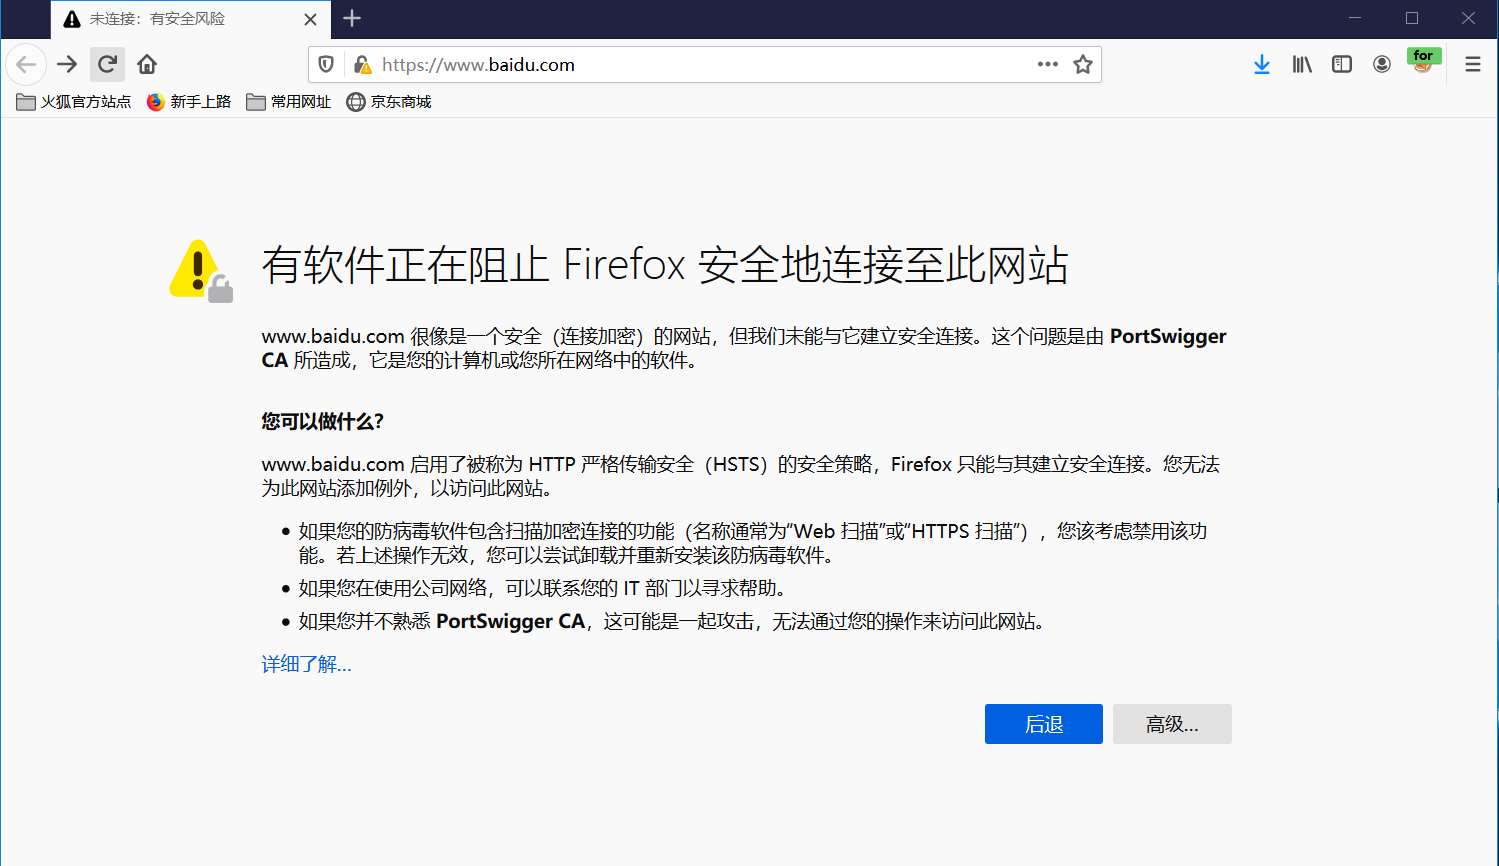 未连接：有安全风险
https://www.baidu.com
for
火狐官方站点 新手上路 常用网址 京东商城
有软件正在阻止 Firefox 安全地连接至此网站
www.baidu.com 很像是一个安全（连接加密）的网站，但我们未能与它建立安全连接。这个问题是由 PortSwigger
CA 所造成，它是您的计算机或您所在网络中的软件。
您可以做什么？
www.baidu.com 启用了被称为 HTTP 严格传输安全（HSTS）的安全策略，Firefox 只能与其建立安全连接。您无法
为此网站添加例外，以访问此网站。
如果您的防病毒软件包含扫描加密连接的功能（名称通常为“Web 扫描”或“HTTPS 扫描”），您该考虑禁用该功
能。若上述操作无效，您可以尝试卸载并重新安装该防病毒软件。
如果您在使用公司网络，可以联系您的 IT 部门以寻求帮助。
如果您并不熟悉 PortSwigger CA，这可能是一起攻击，无法通过您的操作来访问此网站。
详细了解...
后退 高级...